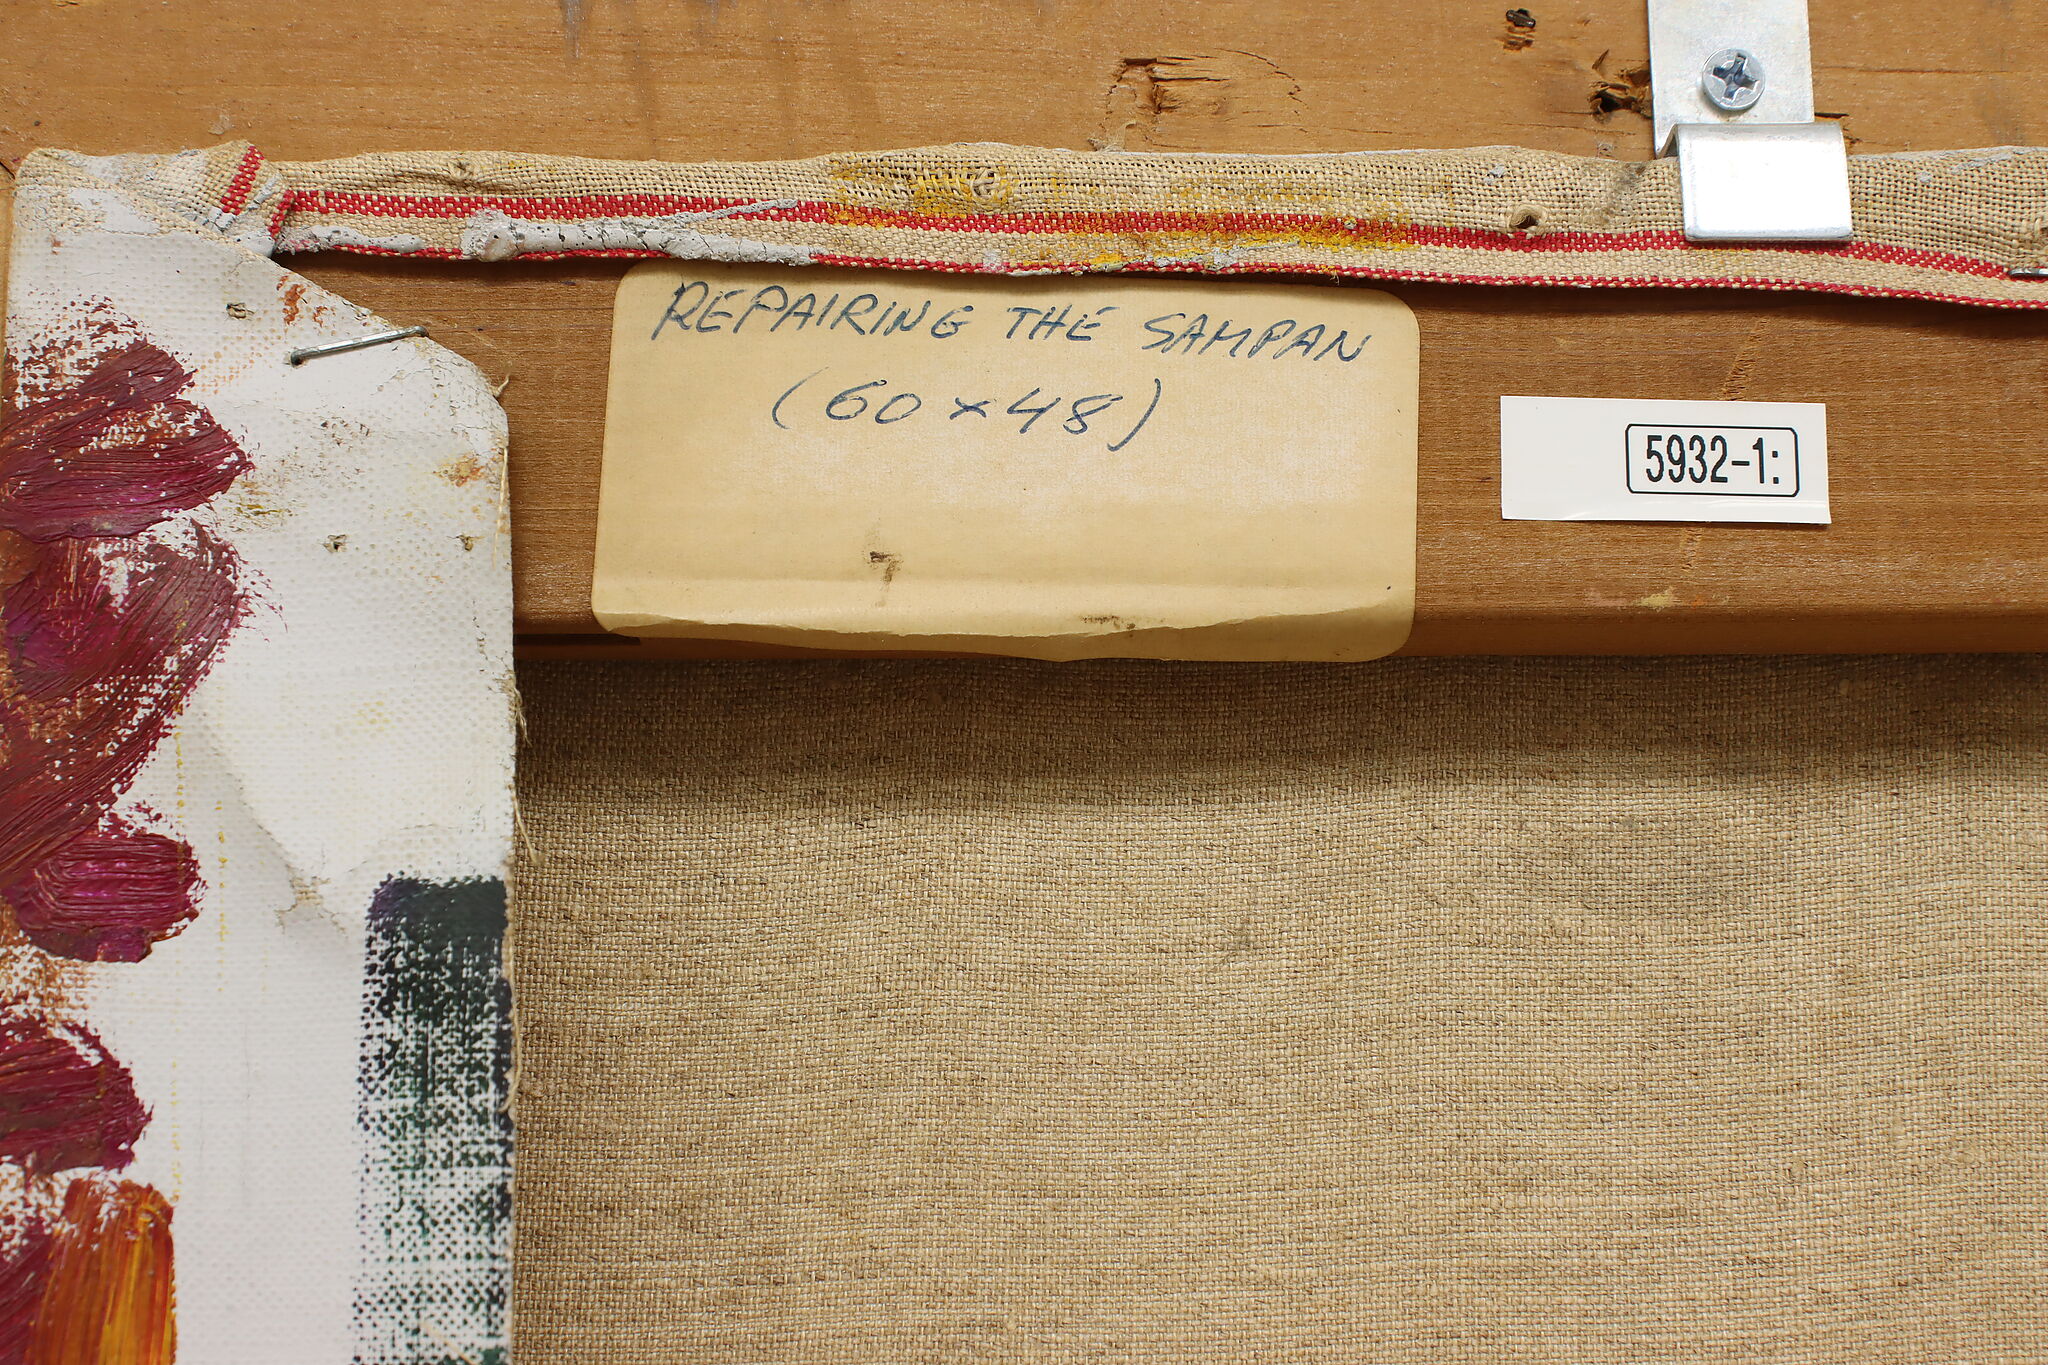 REPAIRING THE SAMPAN
(60 x 48)
5932-1: